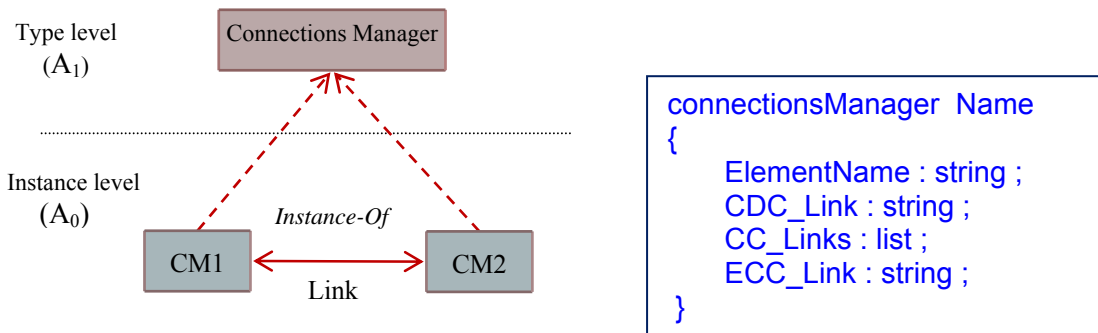 Type level
(A₁)
Connections Manager
Instance level
(A₀)
Instance-Of
CM1
CM2
Link
connectionsManager Name
{
ElementName : string ;
CDC_Link : string ;
CC_Links : list ;
ECC_Link : string ;
}